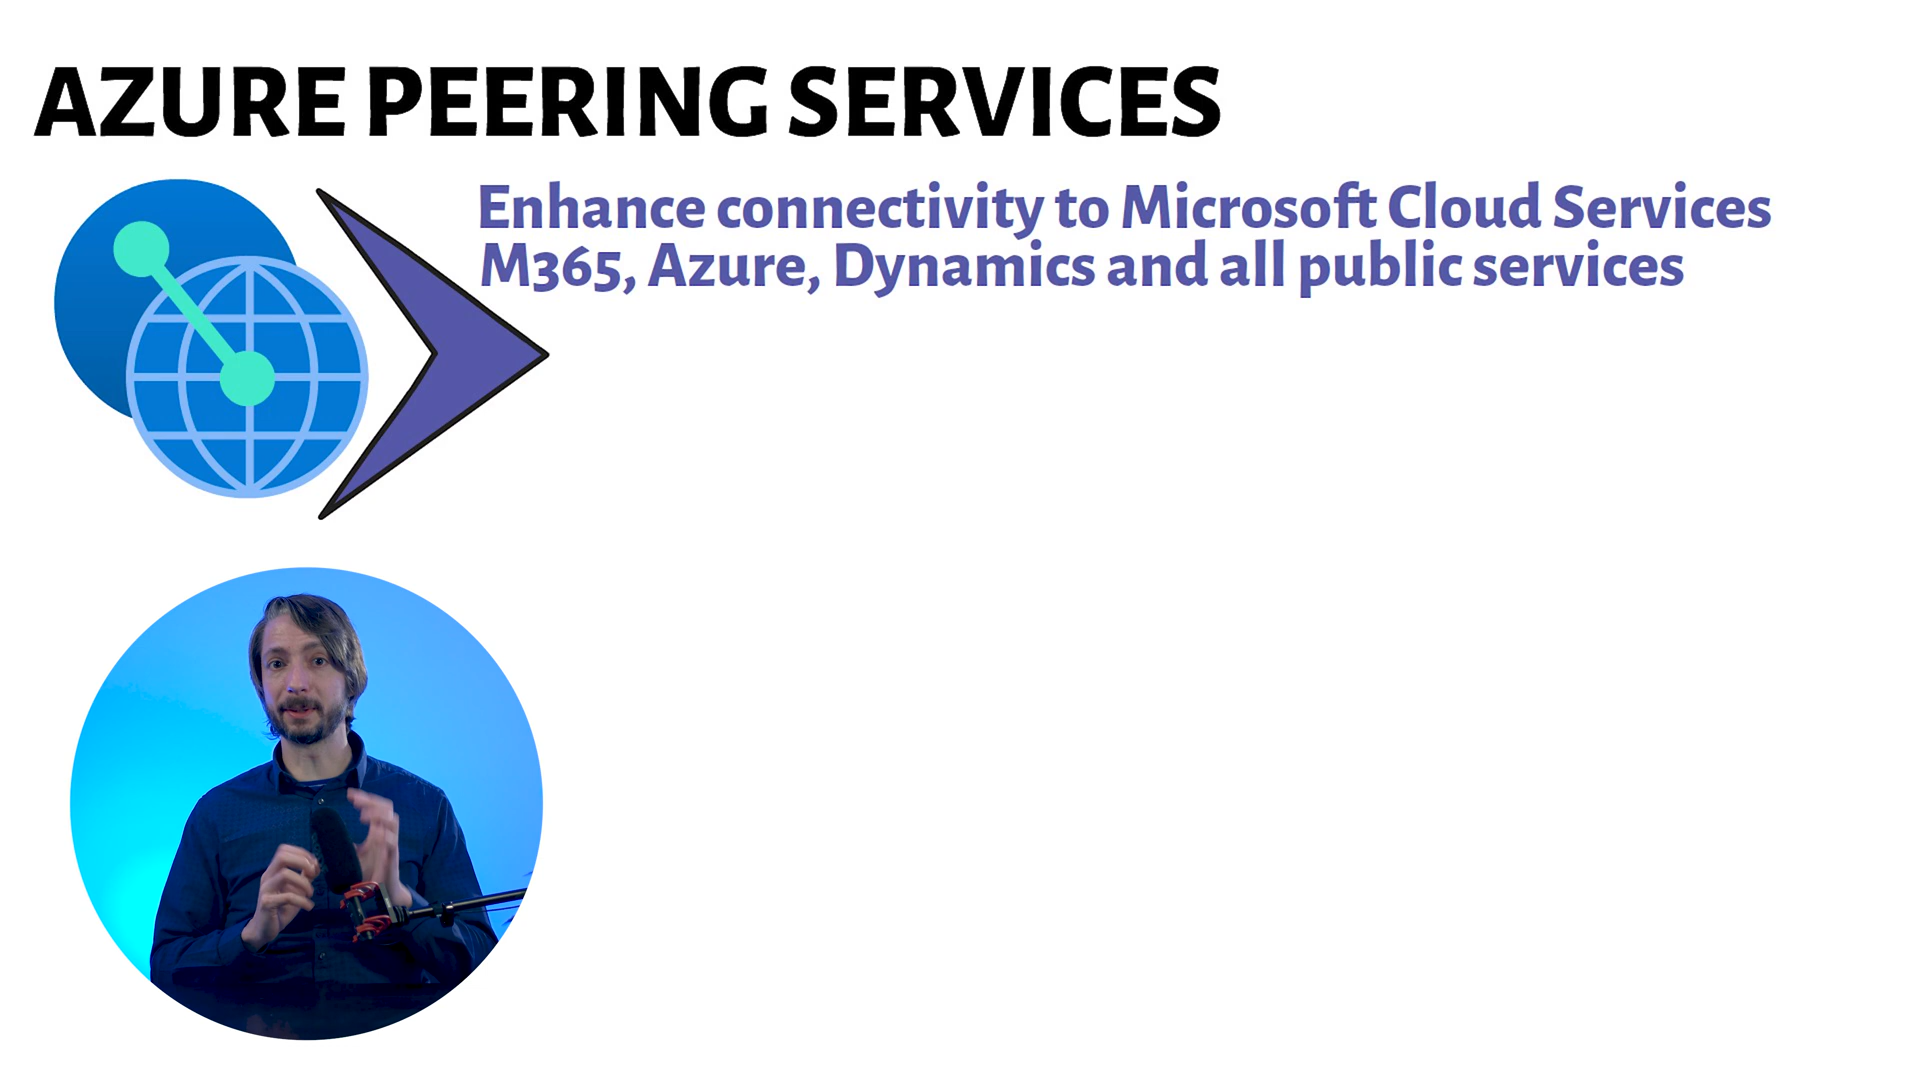 AZURE PEERING SERVICES
Enhance connectivity to Microsoft Cloud Services
M365, Azure, Dynamics and all public services